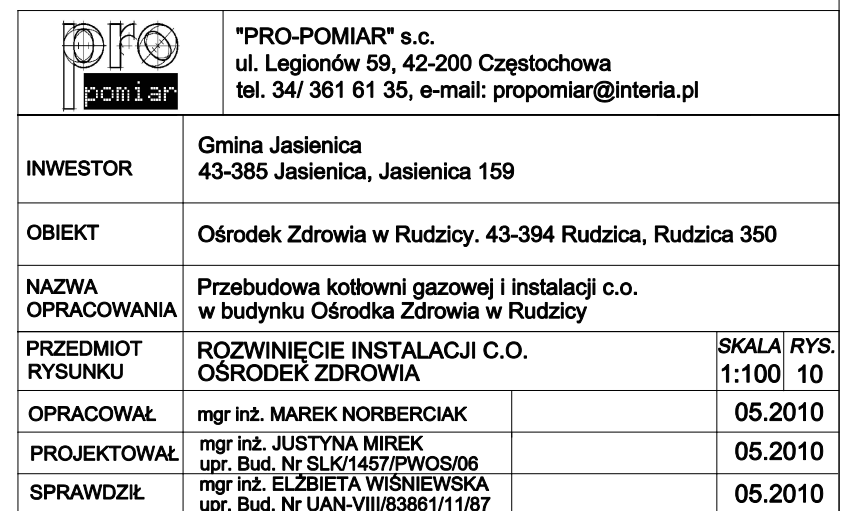 pro
pomiar
"PRO-POMIAR" s.c.
ul. Legionów 59, 42-200 Częstochowa
tel. 34/ 361 61 35, e-mail: propomiar@interia.pl
INWESTOR
Gmina Jasienica
43-385 Jasienica, Jasienica 159
OBIEKT
Ośrodek Zdrowia w Rudzicy. 43-394 Rudzica, Rudzica 350
NAZWA
OPRACOWANIA
Przebudowa kotłowni gazowej i instalacji c.o.
w budynku Ośrodka Zdrowia w Rudzicy
PRZEDMIOT
RYSUNKU
ROZWINIĘCIE INSTALACJI C.O.
OŚRODEK ZDROWIA
SKALA RYS.
1:100 10
OPRACOWAŁ mgr inż. MAREK NORBERCIAK 05.2010
PROJEKTOWAŁ
mgr inż. JUSTYNA MIREK
upr. Bud. Nr SLK/1457/PWOS/06
05.2010
SPRAWDZIŁ
mgr inż. ELŻBIETA WIŚNIEWSKA
upr. Bud. Nr UAN-VIII/83861/11/87
05.2010